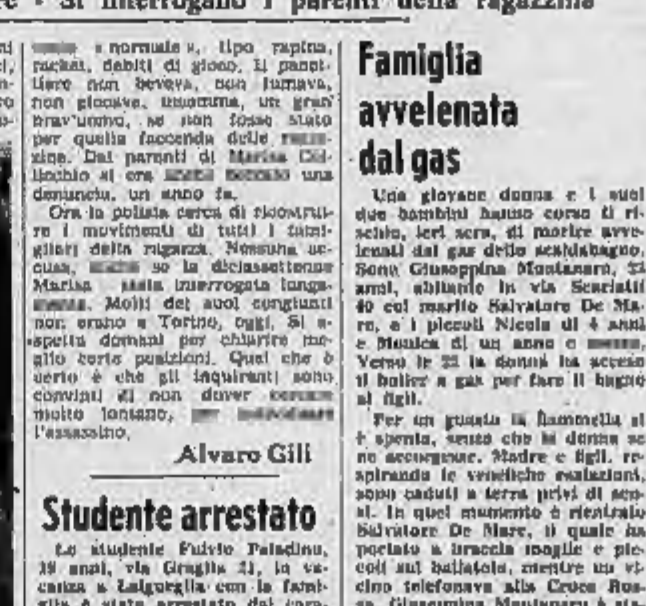 Si interrogano i parenti della ragazzina
« normale », tipo rapina,
racket, debiti di gioco. Il panet-
tiere non beveva, non fumava,
non giocava, insomma, un gran
brav'uomo, se non fosse stato
per quella faccenda delle
zine. Dai parenti di Marisa
licchio si era una
denuncia, un anno fa.
Ora la polizia cerca di ricostrui-
re i movimenti di tutti i fami-
gliari della ragazza. Nessuna ac-
cusa, se la diciassettenne
Marisa stata interrogata lunga-
Molti dei suoi congiunti
non erano a Torino, oggi. Si a-
spetta domani per chiarire me-
glio certe posizioni. Quel che è
certo è che gli inquirenti sono
convinti di non dover
molto lontano,
l'assassino.
Alvaro Gili
Studente arrestato
Lo studente Fulvio Paladino,
19 anni, via Graglia 21, in va-
canza a Laigueglia con la fami-
glia è stato arrestato dai cara-
Famiglia
avvelenata
dal gas
Una giovane donna e i suoi
due bambini hanno corso il ri-
schio, ieri sera, di morire avve-
lenati dal gas dello scaldabagno.
Sono Giuseppina Montanaro,
anni, abitante in via Scarlatti
40 col marito Salvatore De Ma-
re, e i piccoli Nicola di 4 anni
e Monica di un anno e
Verso le 22 la donna ha acceso
il boiler a gas per fare il bagno
ai figli.
Per un guasto la fiammella si
è spenta, senza che la donna se
ne accorgesse. Madre e figli, re-
spirando le venefiche esalazioni,
sono caduti a terra privi di sen-
si. In quel momento è rientrato
Salvatore De Mare, il quale ha
portato a braccia moglie e pic-
coli sul ballatoio, mentre un vi-
cino telefonava alla Croce Ros-
sa. Giuseppina Montanaro